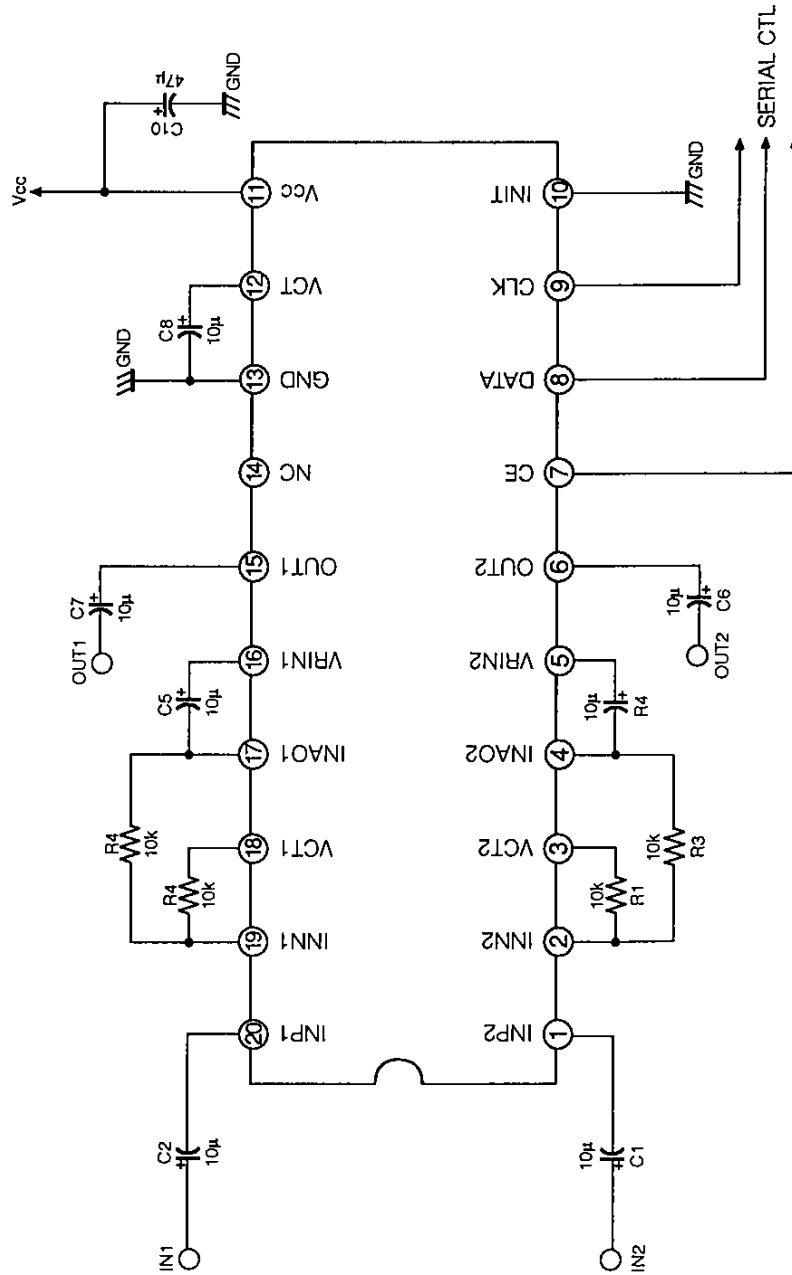 Vcc
C10
47µ
GND
GND
C8
10µ
OUT1
C7
10µ
C5
10µ
R4
10k
R4
10k
IN1
C2
10µ
11
12
13
14
15
16
17
18
19
20
Vcc
VCT
GND
NC
OUT1
VRIN1
INAO1
VCT1
INN1
INP1
INIT
CLK
DATA
CE
OUT2
VRIN2
INAO2
VCT2
INN2
INP2
10
9
8
7
6
5
4
3
2
1
GND
SERIAL CTL
10µ
C6
OUT2
10µ
R4
10k
R3
10k
R1
10µ
C1
IN2